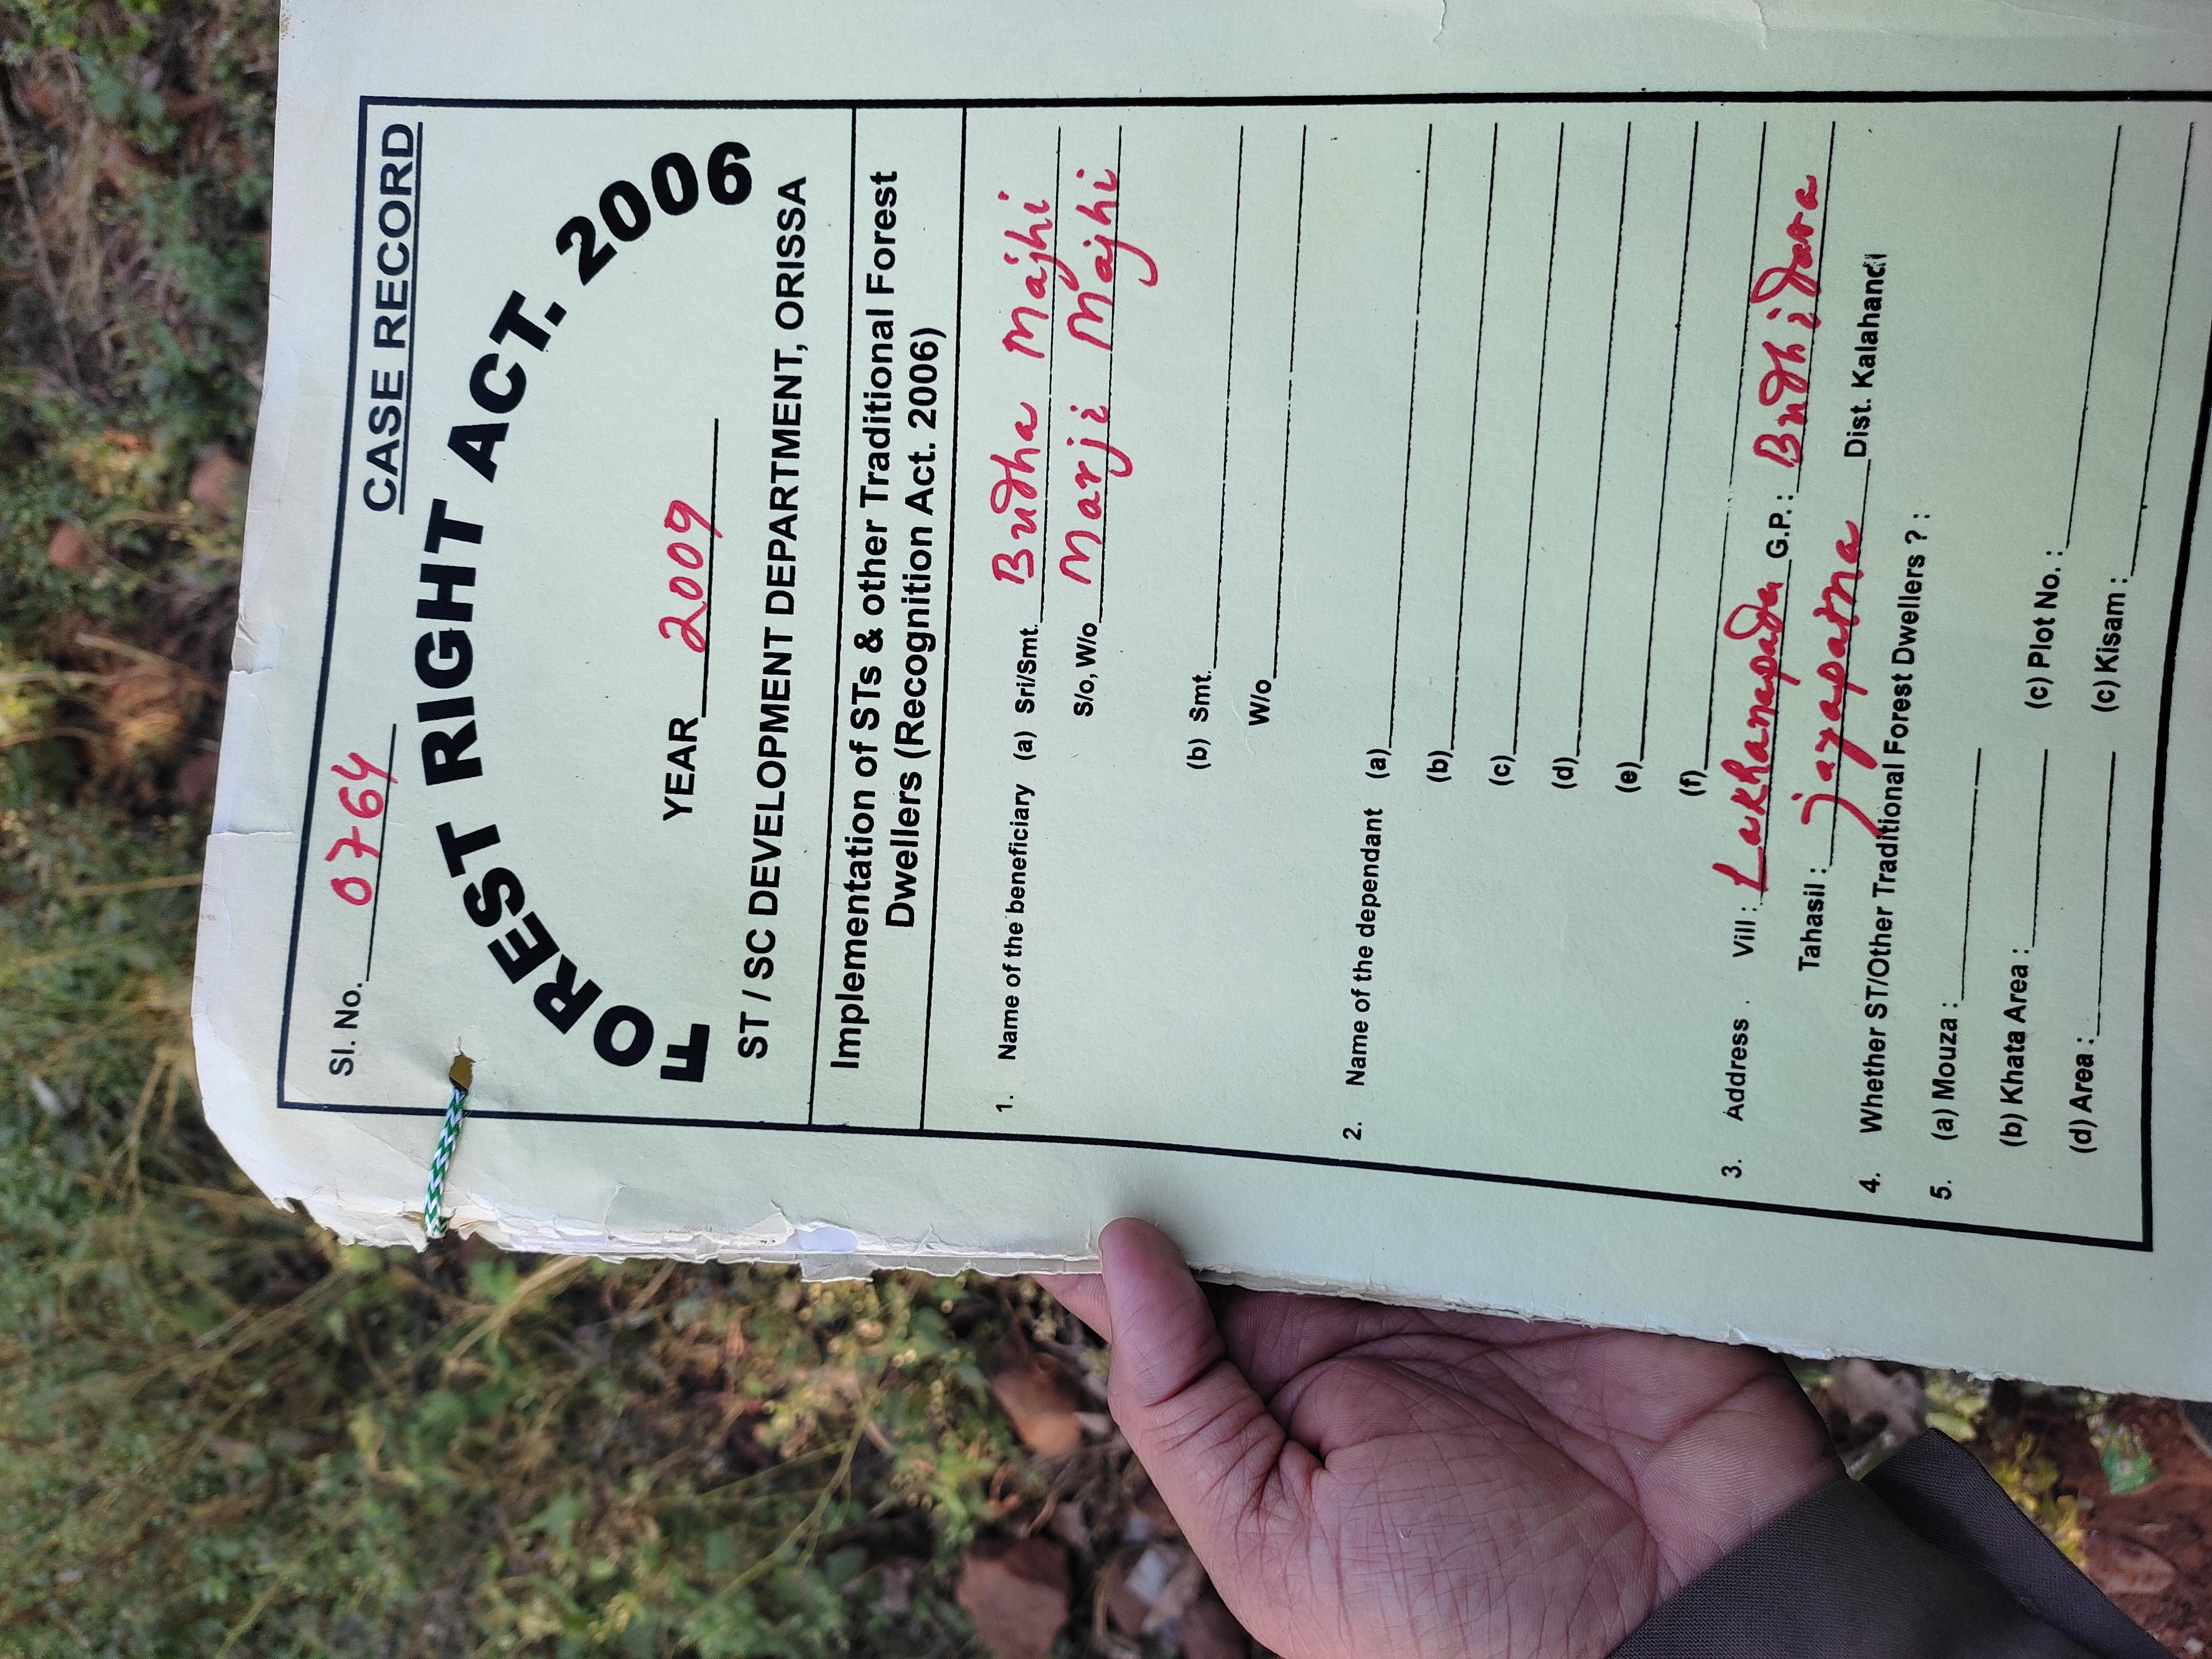 Sl. No. 0764
CASE RECORD
FOREST RIGHT ACT. 2006
YEAR 2009
ST / SC DEVELOPMENT DEPARTMENT, ORISSA
Implementation of STs & other Traditional Forest
Dwellers (Recognition Act. 2006)
1. Name of the beneficiary (a) Sri/Smt. Budha Majhi
S/o, W/o Marji Majhi
(b) Smt.
W/o
2. Name of the dependant (a)
(b)
(c)
(d)
(e)
(f)
3. Address . Vill : Lakhanapada G.P. : Budhidara
Tahasil : jayapatna Dist. Kalahandi
4. Whether ST/Other Traditional Forest Dwellers ? :
5. (a) Mouza :
(b) Khata Area : (c) Plot No. :
(d) Area : (c) Kisam :